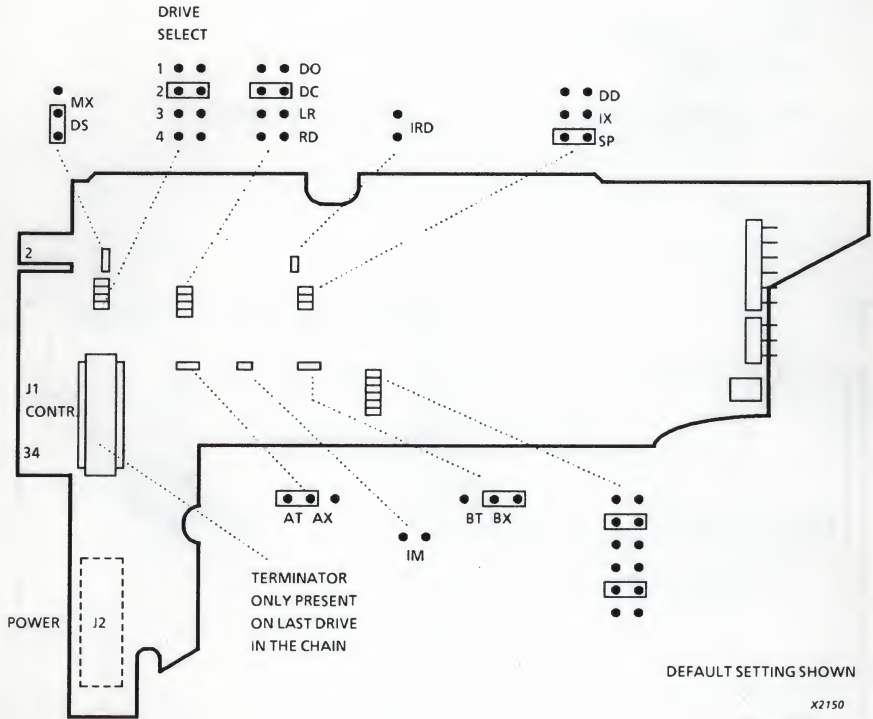 DRIVE
SELECT
1
2
3
4
DO
DC
LR
RD
MX
DS
IRD
DD
IX
SP
2
J1
CONTR.
34
AT AX
BT BX
IM
TERMINATOR
ONLY PRESENT
ON LAST DRIVE
IN THE CHAIN
POWER
J2
DEFAULT SETTING SHOWN
X2150